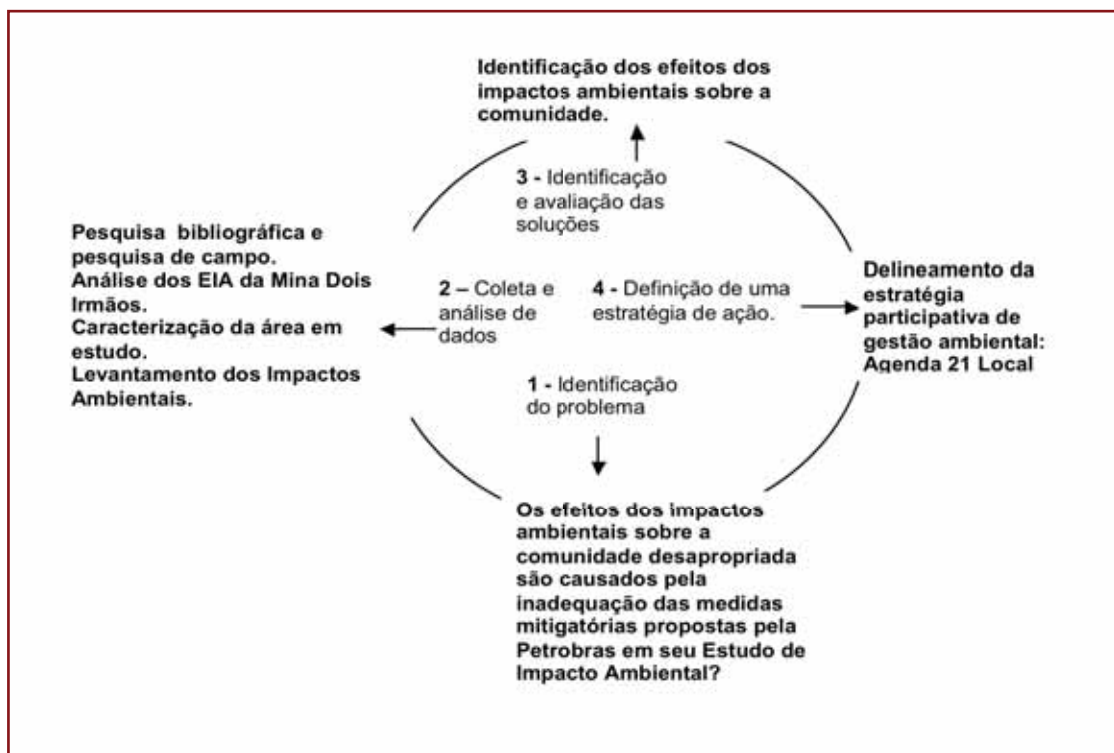 Identificação dos efeitos dos
impactos ambientais sobre a
comunidade.
3 - Identificação
e avaliação das
soluções
Pesquisa bibliográfica e
pesquisa de campo.
Análise dos EIA da Mina Dois
Irmãos.
Caracterização da área em
estudo.
Levantamento dos Impactos
Ambientais.
2 – Coleta e
análise de
dados
4 - Definição de uma
estratégia de ação.
Delineamento da
estratégia
participativa de
gestão ambiental:
Agenda 21 Local
1 - Identificação
do problema
Os efeitos dos impactos
ambientais sobre a
comunidade desapropriada
são causados pela
inadequação das medidas
mitigatórias propostas pela
Petrobras em seu Estudo de
Impacto Ambiental?